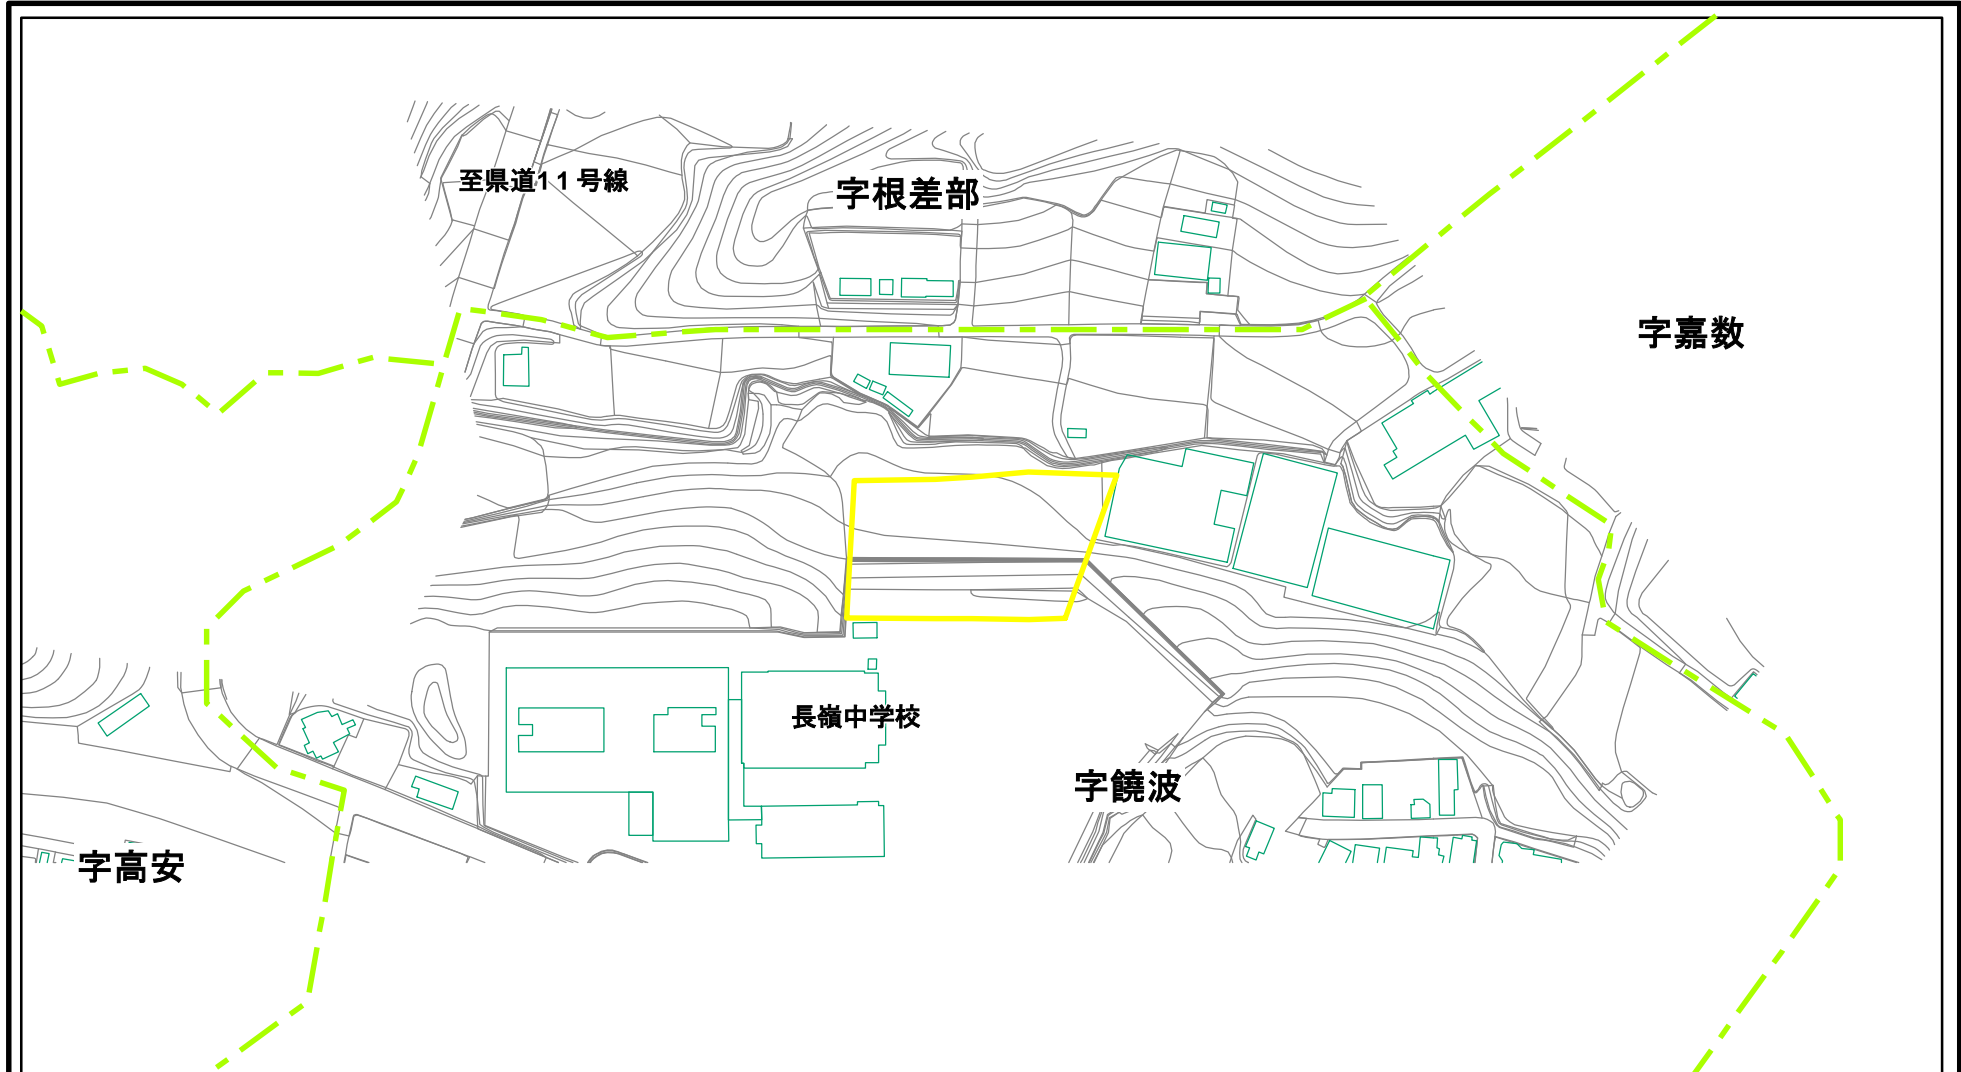 至県道11号線
字根差部
字嘉数
長嶺中学校
字饒波
字高安